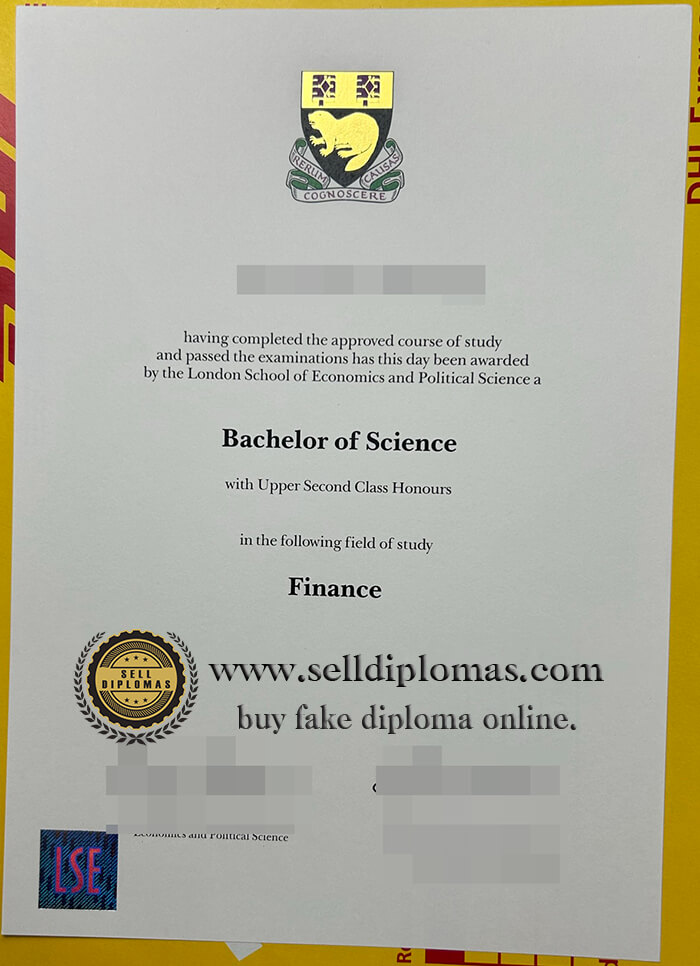 RERUM
CAUSAS
COGNOSCERE
having completed the approved course of study
and passed the examinations has this day been awarded
by the London School of Economics and Political Science a
Bachelor of Science
with Upper Second Class Honours
in the following field of study
Finance
SELL
DIPLOMAS
www.selldiplomas.com
buy fake diploma online.
Economics and Political Science
LSE
DHL